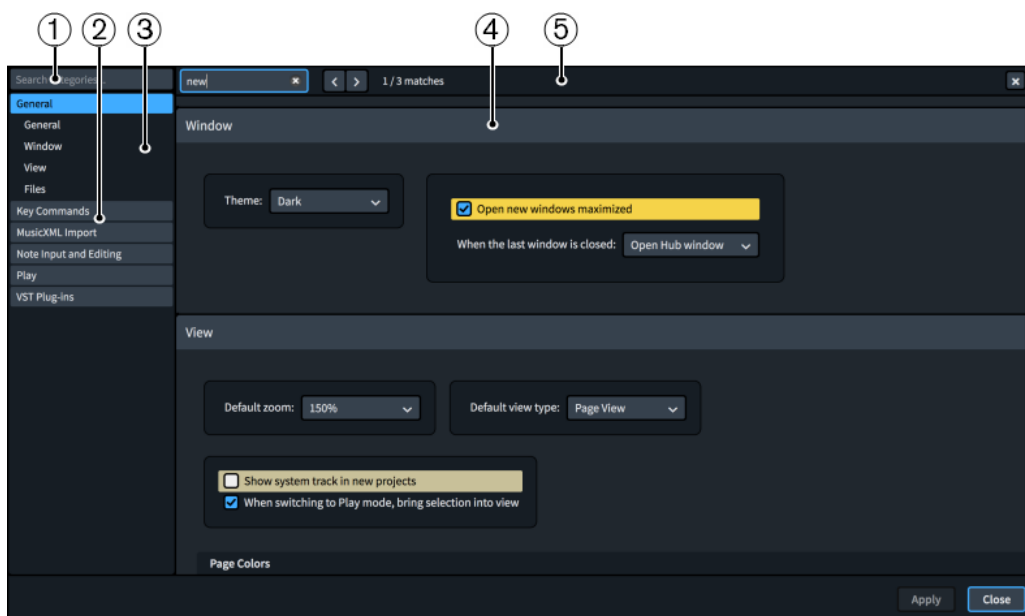 1 2 3 4 5
Search categories... new 1 / 3 matches
General
General
Window
View
Files
Key Commands
MusicXML Import
Note Input and Editing
Play
VST Plug-ins
Window
Theme: Dark
Open new windows maximized
When the last window is closed: Open Hub window
View
Default zoom: 150% Default view type: Page View
Show system track in new projects
When switching to Play mode, bring selection into view
Page Colors
Apply Close